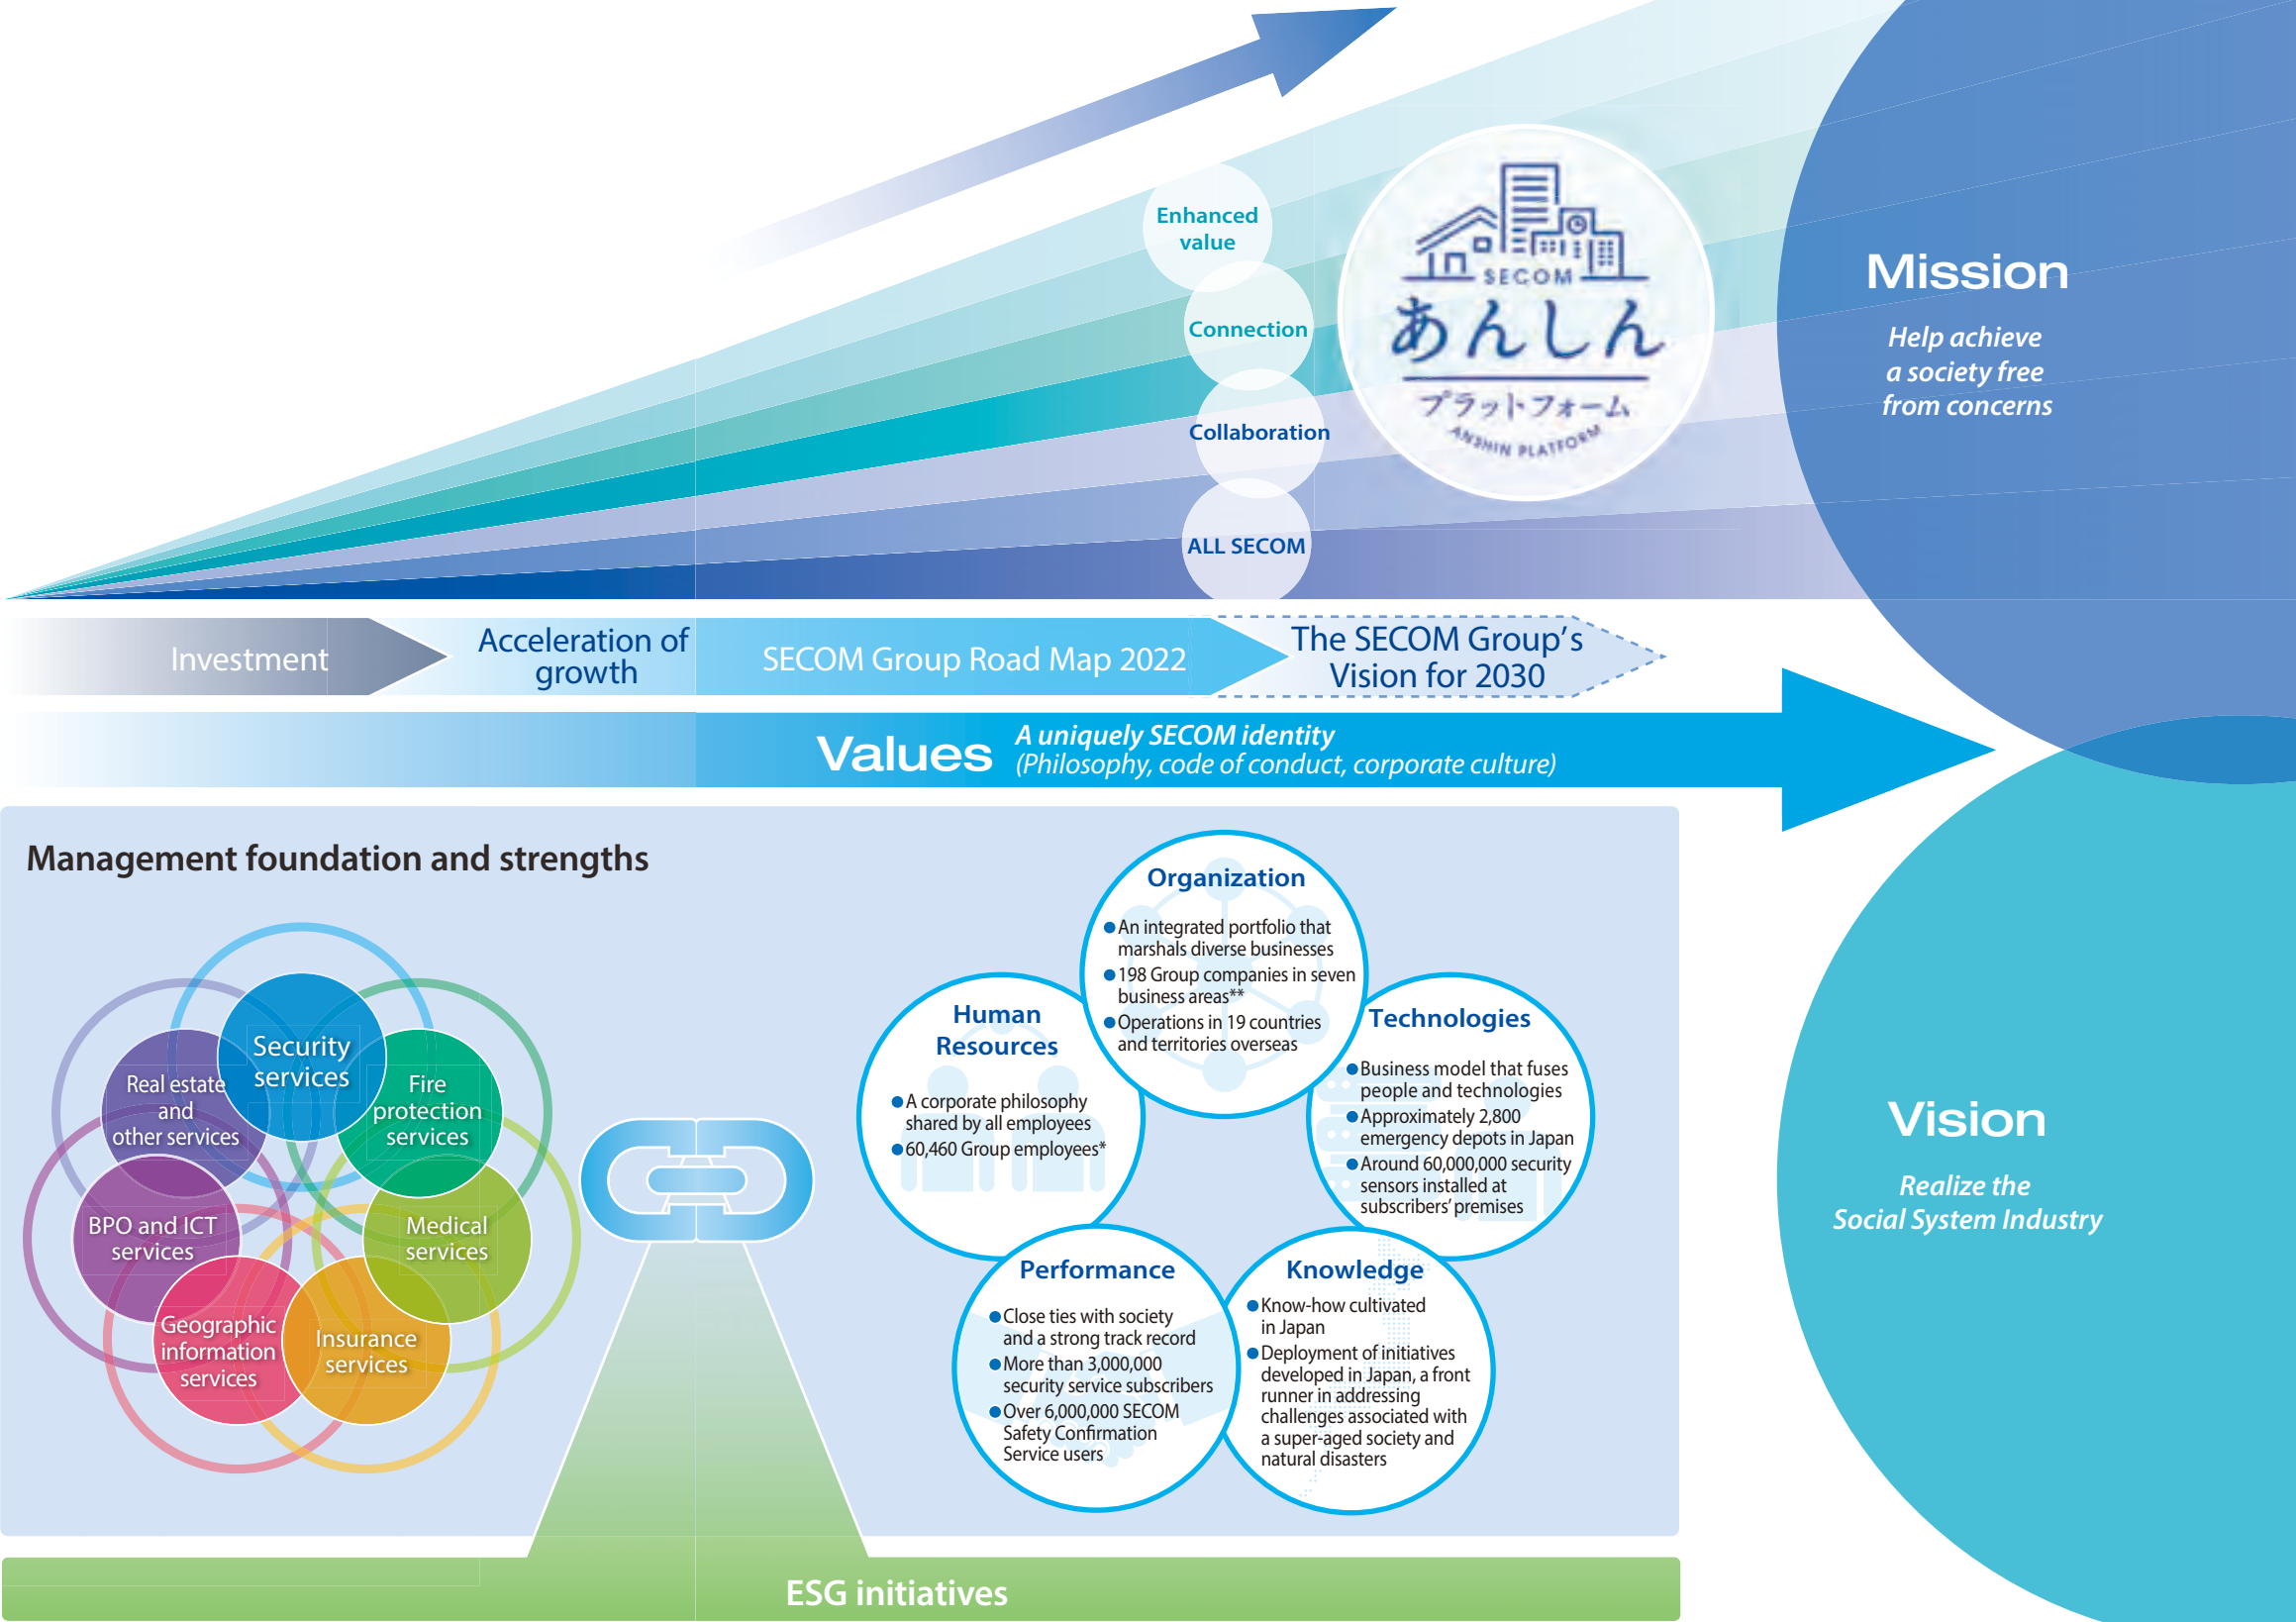 Enhanced
value
Connection
Collaboration
ALL SECOM
SECOM
あんしん
プラットフォーム
ANSHIN PLATFORM
Mission
Help achieve
a society free
from concerns
Investment
Acceleration of
growth
SECOM Group Road Map 2022
The SECOM Group's
Vision for 2030
Values
A uniquely SECOM identity
(Philosophy, code of conduct, corporate culture)
Management foundation and strengths
Security
services
Fire
protection
services
Medical
services
Insurance
services
Geographic
information
services
BPO and ICT
services
Real estate
and
other services
Organization
●An integrated portfolio that
marshals diverse businesses
●198 Group companies in seven
business areas**
●Operations in 19 countries
and territories overseas
Human
Resources
●A corporate philosophy
shared by all employees
●60,460 Group employees*
Technologies
●Business model that fuses
people and technologies
●Approximately 2,800
emergency depots in Japan
●Around 60,000,000 security
sensors installed at
subscribers' premises
Performance
●Close ties with society
and a strong track record
●More than 3,000,000
security service subscribers
●Over 6,000,000 SECOM
Safety Confirmation
Service users
Knowledge
●Know-how cultivated
in Japan
●Deployment of initiatives
developed in Japan, a front
runner in addressing
challenges associated with
a super-aged society and
natural disasters
Vision
Realize the
Social System Industry
ESG initiatives